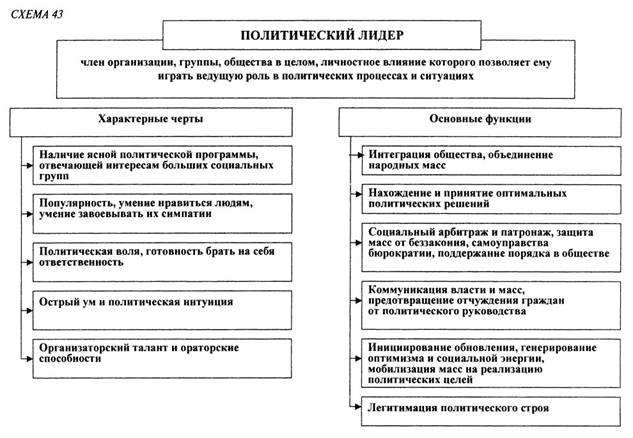 СХЕМА 43
ПОЛИТИЧЕСКИЙ ЛИДЕР
член организации, группы, общества в целом, личностное влияние которого позволяет ему
играть ведущую роль в политических процессах и ситуациях
Характерные черты
Наличие ясной политической программы,
отвечающей интересам больших социальных
групп
Популярность, умение нравиться людям,
умение завоевывать их симпатии
Политическая воля, готовность брать на себя
ответственность
Острый ум и политическая интуиция
Организаторский талант и ораторские
способности
Основные функции
Интеграция общества, объединение
народных масс
Нахождение и принятие оптимальных
политических решений
Социальный арбитраж и патронаж, защита
масс от беззакония, самоуправства
бюрократии, поддержание порядка в обществе
Коммуникация власти и масс,
предотвращение отчуждения граждан
от политического руководства
Инициирование обновления, генерирование
оптимизма и социальной энергии,
мобилизация масс на реализацию
политических целей
Легитимация политического строя